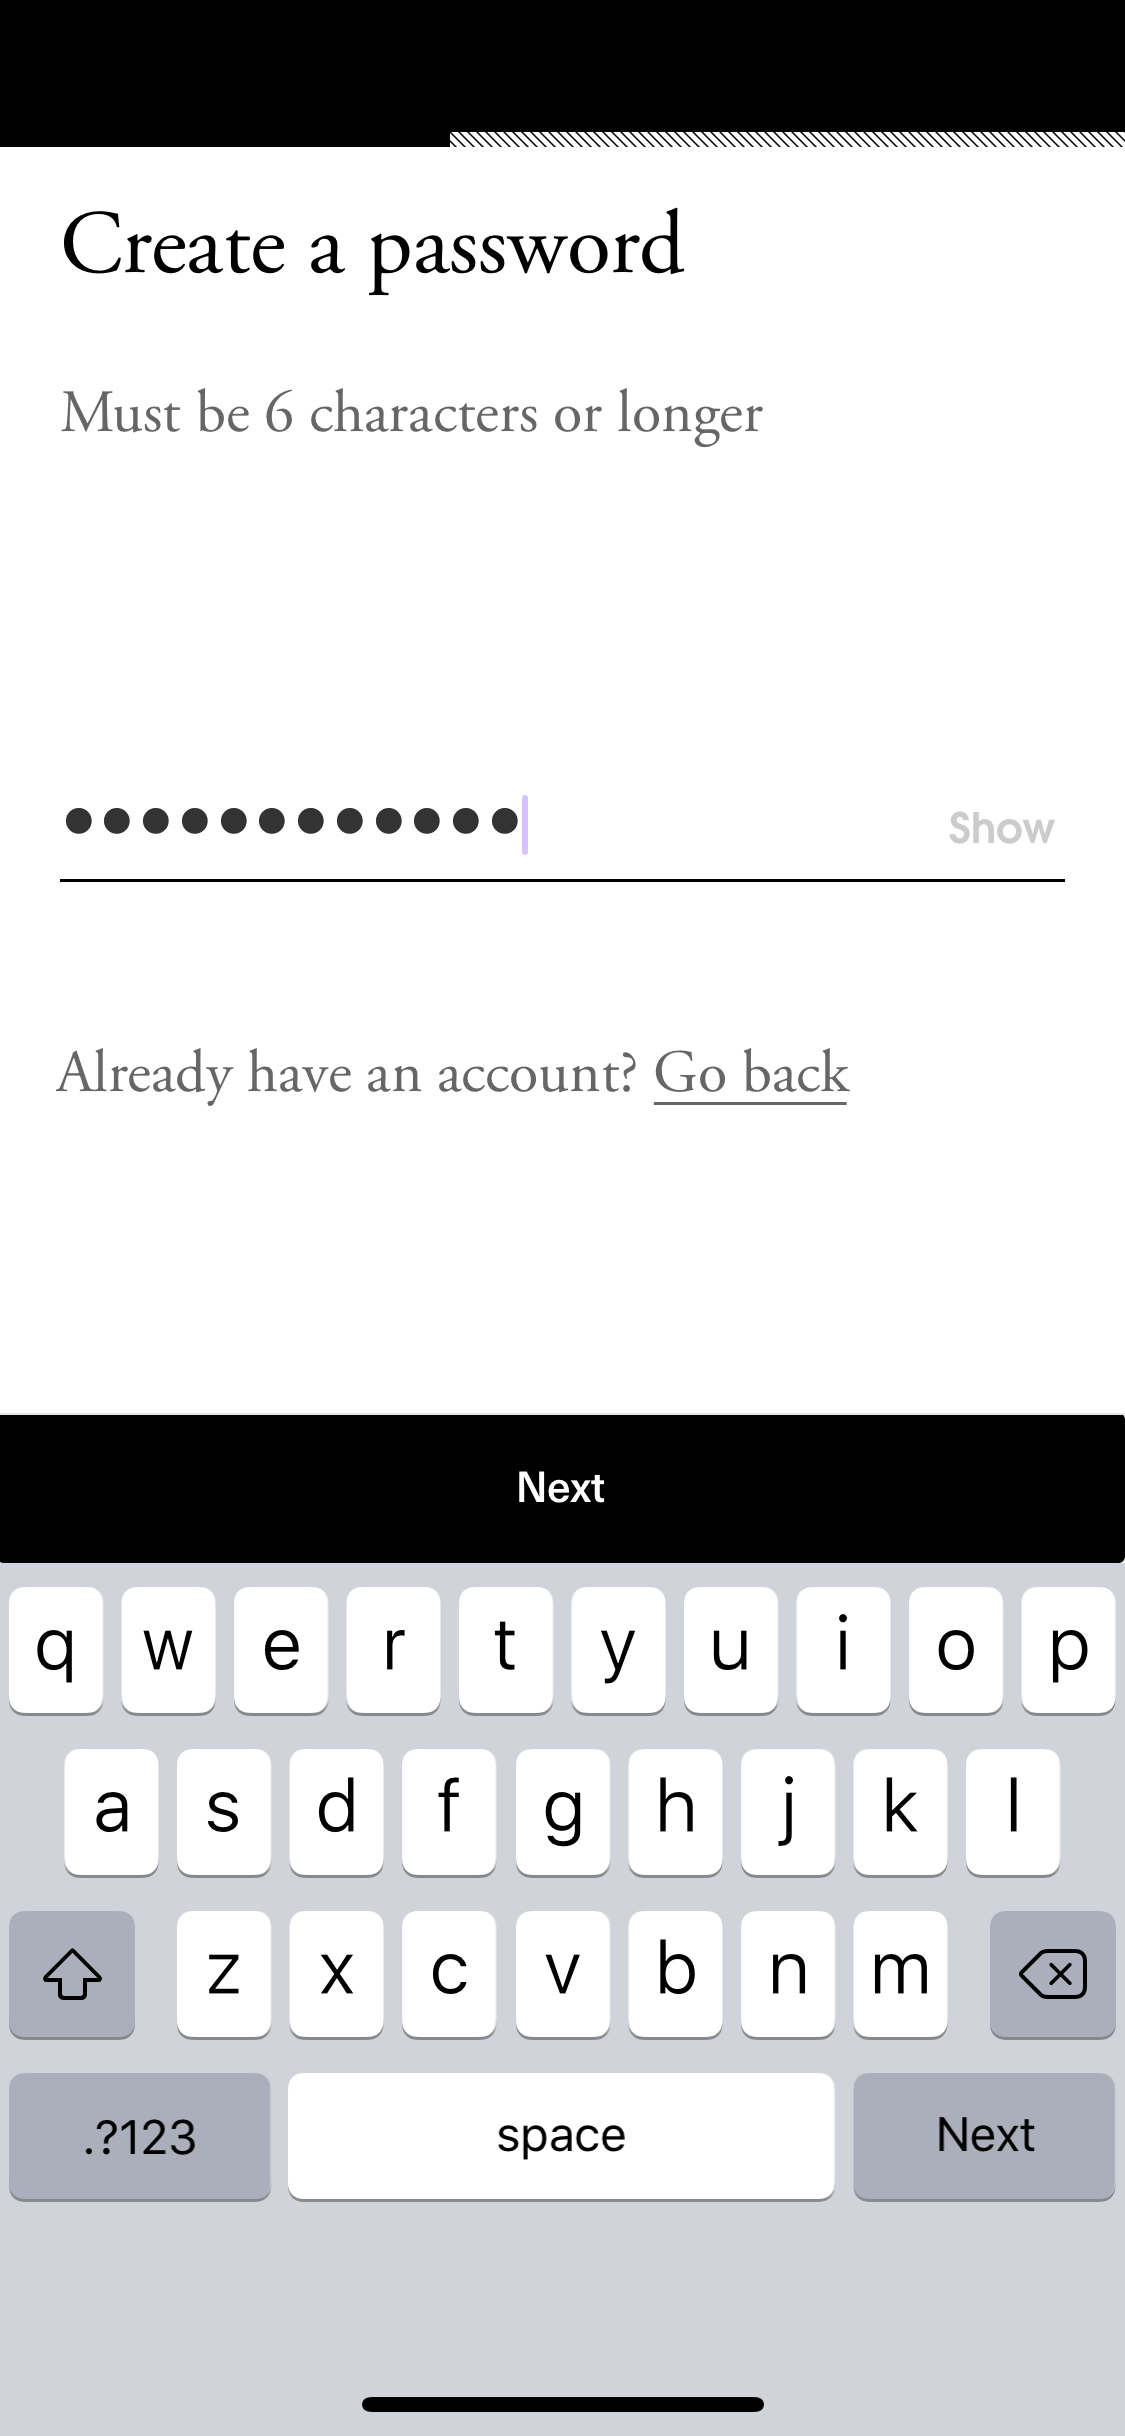 Create a password
Must be 6 characters or longer
●●●●●●●●●●●●
Show
Already have an account? Go back
Next
q w e r t y u i o p
a s d f g h j k l
z x c v b n m
.?123 space Next